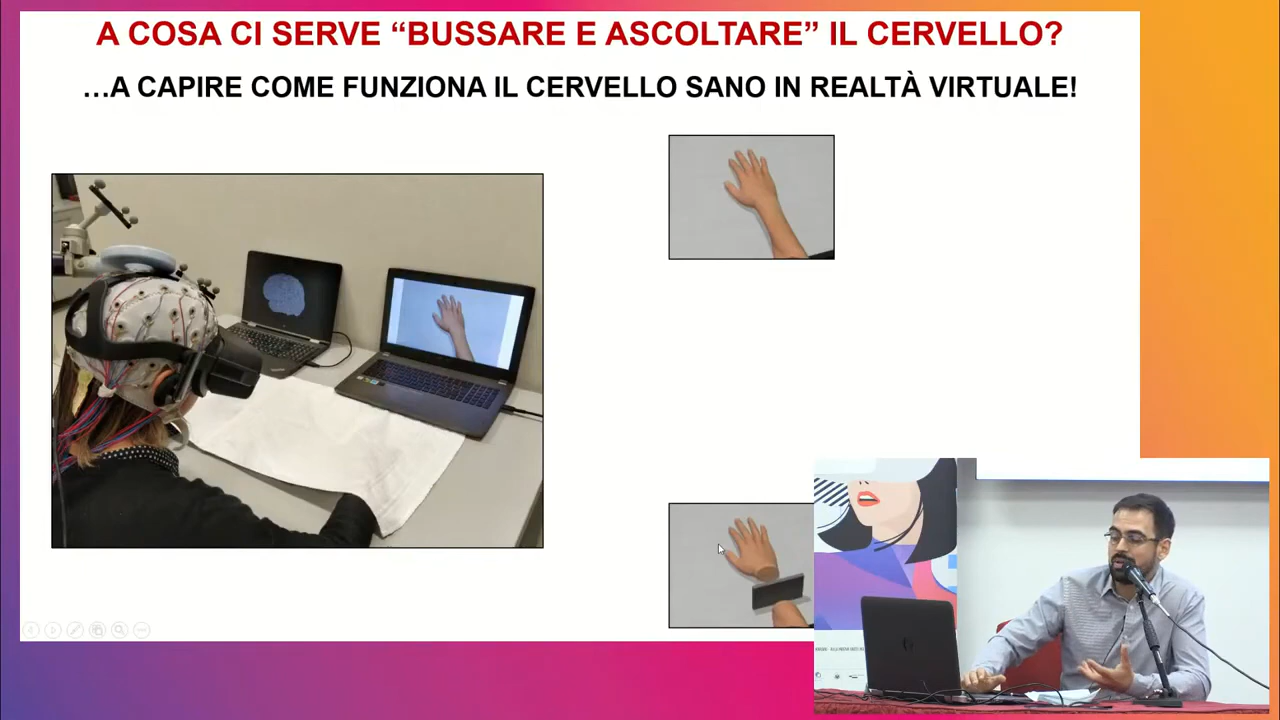 A COSA CI SERVE “BUSSARE E ASCOLTARE” IL CERVELLO?
…A CAPIRE COME FUNZIONA IL CERVELLO SANO IN REALTÀ VIRTUALE!